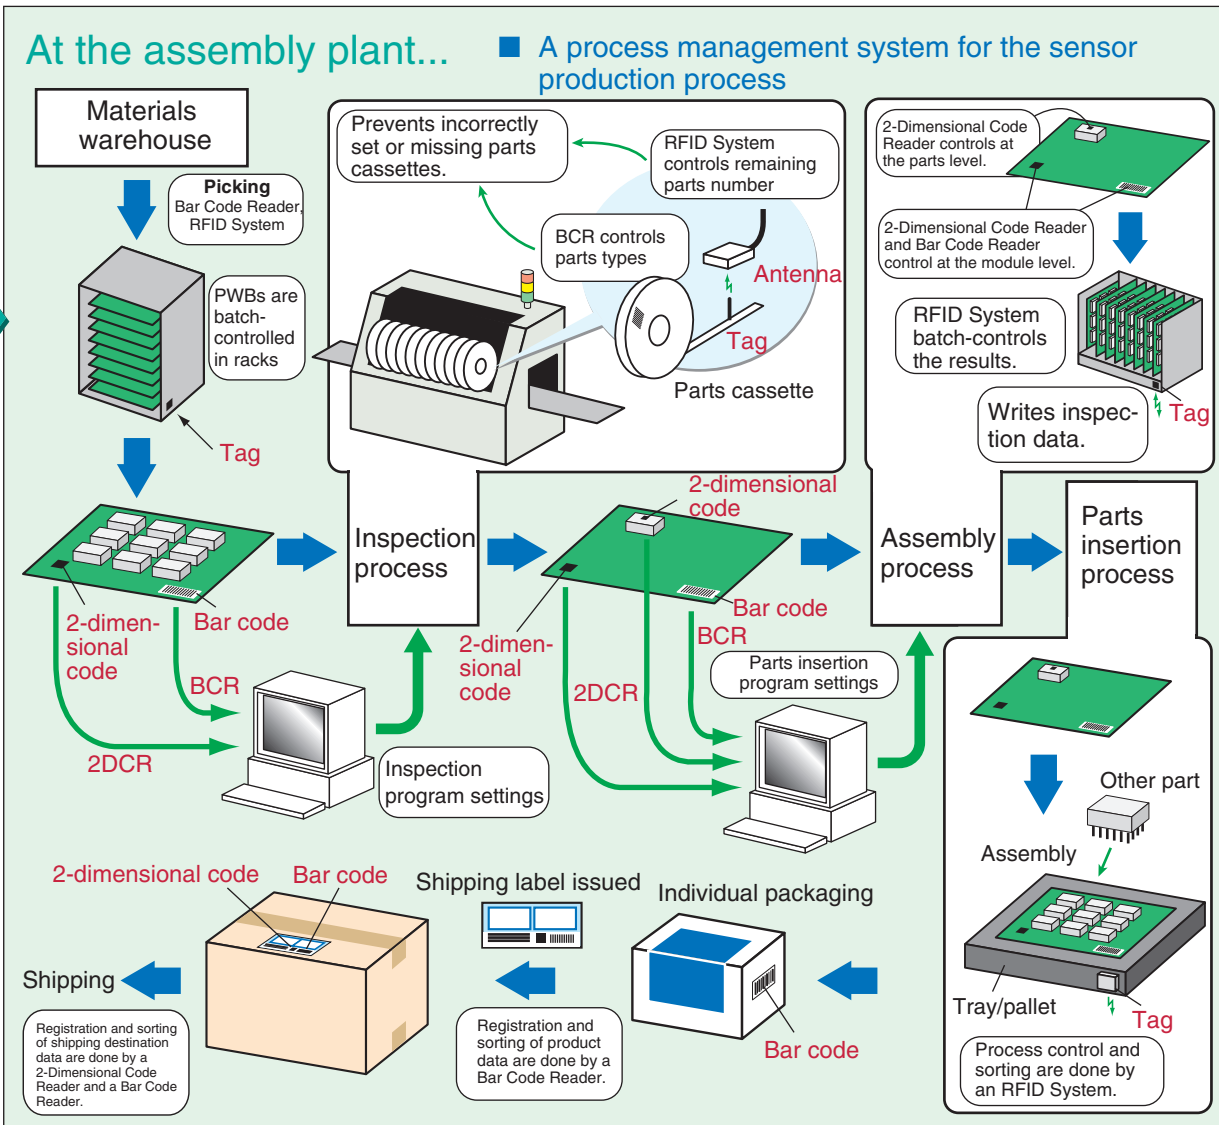 At the assembly plant...
A process management system for the sensor
production process
Materials
warehouse
Picking
Bar Code Reader,
RFID System
PWBs are
batch-
controlled
in racks
Tag
Prevents incorrectly
set or missing parts
cassettes.
RFID System
controls remaining
parts number
BCR controls
parts types
Antenna
Tag
Parts cassette
2-Dimensional Code
Reader controls at
the parts level.
2-Dimensional Code Reader
and Bar Code Reader
control at the module level.
RFID System
batch-controls
the results.
Tag
Writes inspec-
tion data.
2-dimen-
sional
code
Bar code
BCR
2DCR
Inspection
process
Inspection
program settings
2-dimensional
code
Bar code
2-dimen-
sional
code
BCR
2DCR
Parts insertion
program settings
Assembly
process
Parts
insertion
process
Other part
Assembly
Tray/pallet
Tag
Process control and
sorting are done by
an RFID System.
Individual packaging
Bar code
Shipping label issued
Registration and
sorting of product
data are done by a
Bar Code Reader.
2-dimensional code
Bar code
Shipping
Registration and sorting
of shipping destination
data are done by a
2-Dimensional Code
Reader and a Bar Code
Reader.